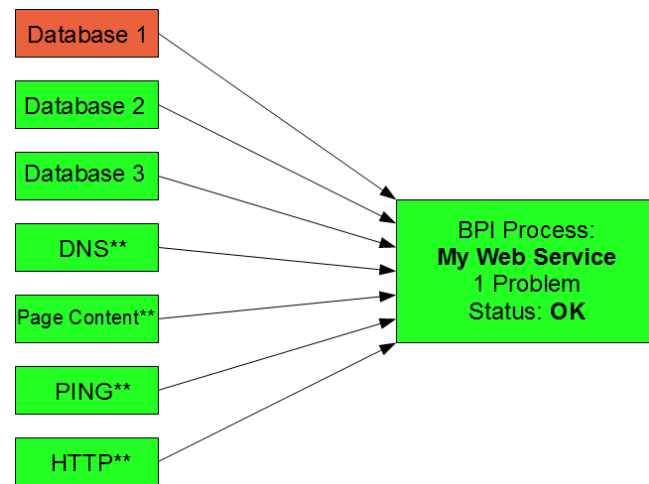 Database 1
Database 2
Database 3
DNS**
Page Content**
PING**
HTTP**
BPI Process:
My Web Service
1 Problem
Status: OK